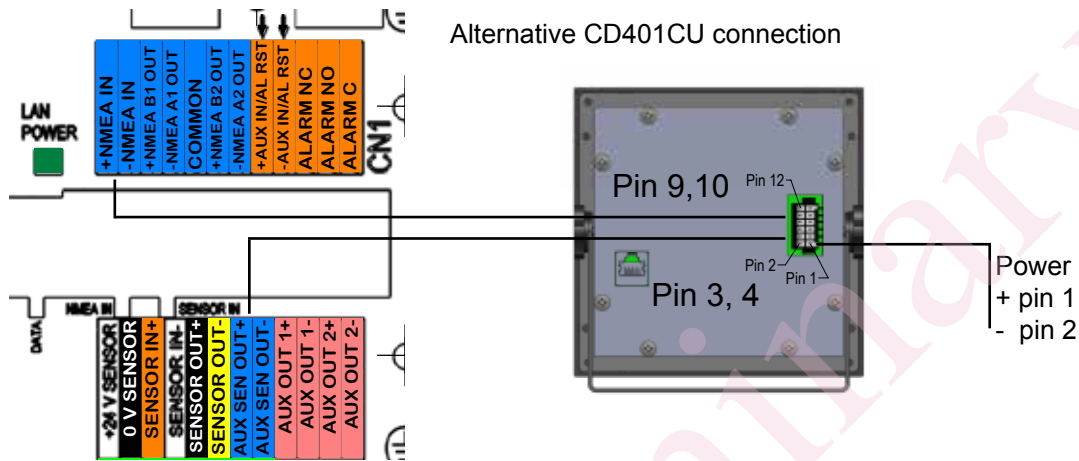 Alternative CD401CU connection
LAN
POWER
+NMEA IN
-NMEA IN
+NMEA B1 OUT
-NMEA A1 OUT
COMMON
+NMEA B2 OUT
-NMEA A2 OUT
+AUX IN/AL RST
-AUX IN/AL RST
ALARM NC
ALARM NO
ALARM C
CN1
Pin 9,10
Pin 12
Pin 2
Pin 1
Pin 3, 4
Power
+ pin 1
- pin 2
DATA
NMEA IN
SENSOR IN
+24 V SENSOR
0 V SENSOR
SENSOR IN+
SENSOR IN-
SENSOR OUT+
SENSOR OUT-
AUX SEN OUT+
AUX SEN OUT-
AUX OUT 1+
AUX OUT 1-
AUX OUT 2+
AUX OUT 2-